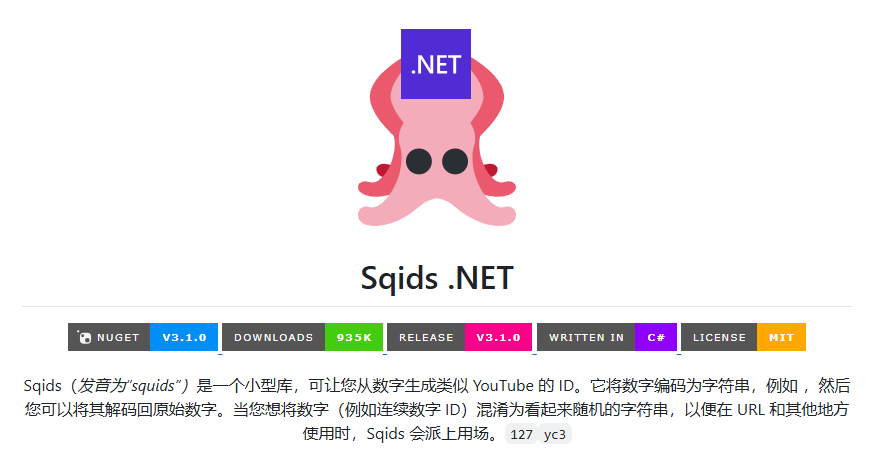 .NET
Sqids .NET
NUGET V3.1.0 DOWNLOADS 935K RELEASE V3.1.0 WRITTEN IN C# LICENSE MIT
Sqids（发音为“squids”）是一个小型库，可让您从数字生成类似 YouTube 的 ID。它将数字编码为字符串，例如 ，然后
您可以将其解码回原始数字。当您想将数字（例如连续数字 ID）混淆为看起来随机的字符串，以便在 URL 和其他地方
使用时，Sqids 会派上用场。 127 yc3